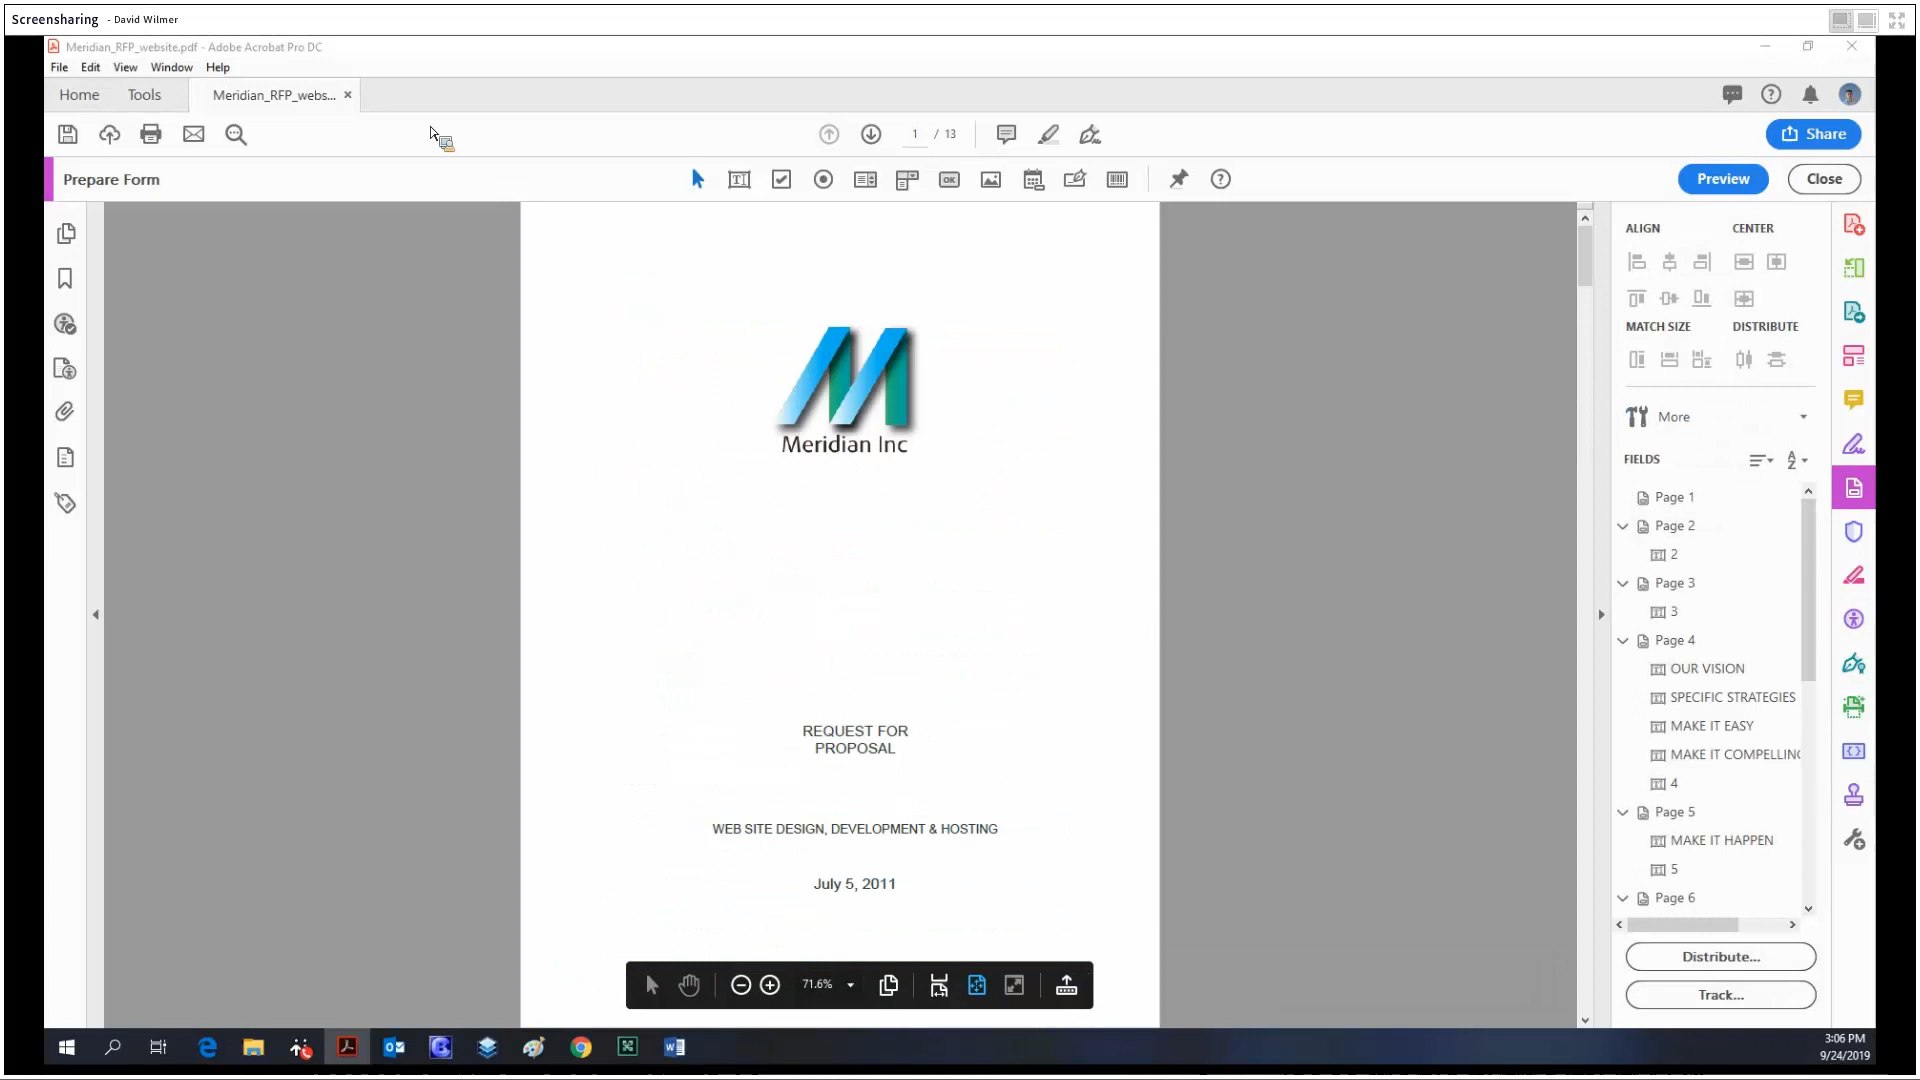 Screensharing - David Wilmer
Meridian_RFP_website.pdf - Adobe Acrobat Pro DC
File Edit View Window Help
Home Tools Meridian_RFP_webs... ×
1 / 13
Share
Prepare Form
OK
Preview
Close
ALIGN CENTER
MATCH SIZE DISTRIBUTE
More
FIELDS
Page 1
Page 2
2
Page 3
3
Page 4
OUR VISION
SPECIFIC STRATEGIES
MAKE IT EASY
MAKE IT COMPELLING
4
Page 5
MAKE IT HAPPEN
5
Page 6
Distribute...
Track...
Meridian Inc
REQUEST FOR
PROPOSAL
WEB SITE DESIGN, DEVELOPMENT & HOSTING
July 5, 2011
71.6%
3:06 PM
9/24/2019